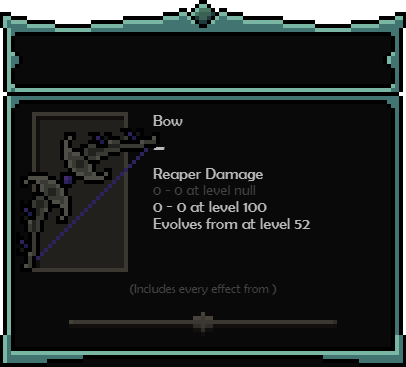 Bow
Reaper Damage
0 - 0 at level null
0 - 0 at level 100
Evolves from at level 52
(Includes every effect from )